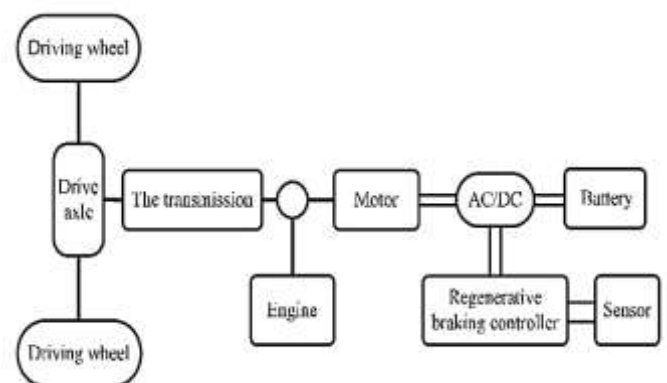 Driving wheel
Drive
axle
The transmission
Motor
AC/DC
Battery
Engine
Regenerative
braking controller
Sensor
Driving wheel